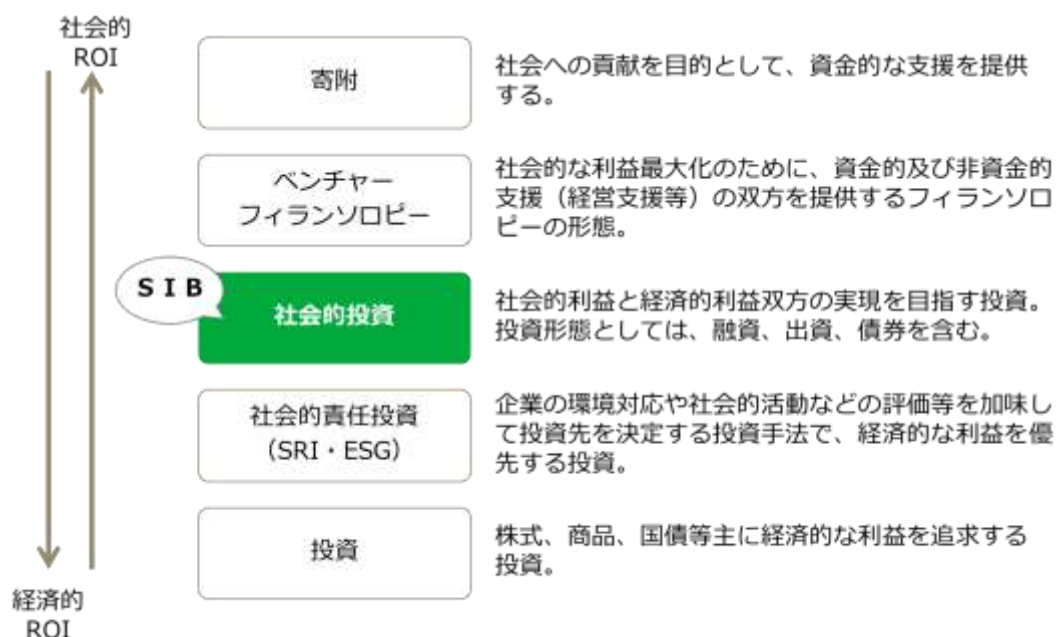 社会的
ROI
寄附
社会への貢献を目的として、資金的な支援を提供
する。
ベンチャー
フィランソロピー
社会的な利益最大化のために、資金的及び非資金的
支援（経営支援等）の双方を提供するフィランソロ
ピーの形態。
ＳＩＢ
社会的投資
社会的利益と経済的利益双方の実現を目指す投資。
投資形態としては、融資、出資、債券を含む。
社会的責任投資
（SRI・ESG）
企業の環境対応や社会的活動などの評価等を加味し
て投資先を決定する投資手法で、経済的な利益を優
先する投資。
投資
株式、商品、国債等主に経済的な利益を追求する
投資。
経済的
ROI